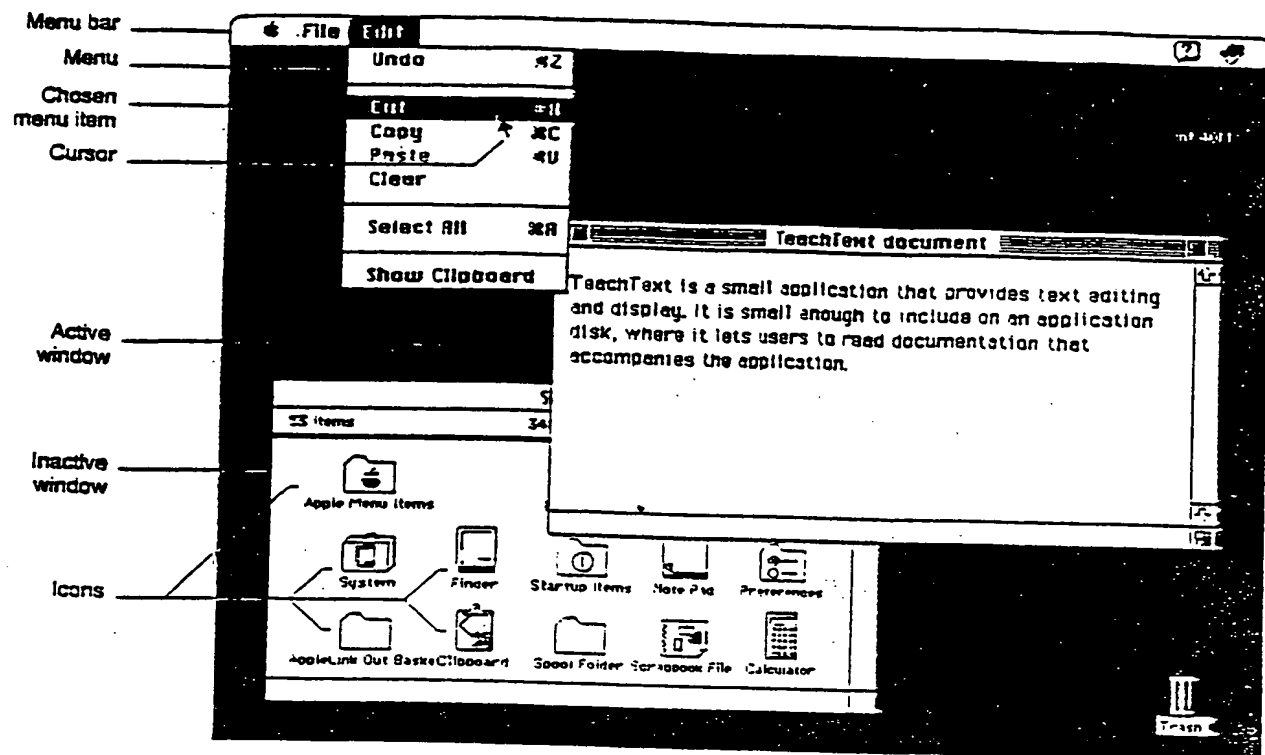 Menu bar
Menu
Chosen
menu item
Cursor
Active
window
Inactive
window
Icons
File Edit
Undo ⌘Z
Cut
Copy ⌘C
Paste
Clear
Select All ⌘A
Show Clipboard
TeachText document
TeachText is a small application that provides text editing
and display. It is small enough to include on an application
disk, where it lets users to read documentation that
accompanies the application.
items
Apple Menu Items
System Finder Startup Items Note Pad Preferences
AppleLink Out Baske Clipboard Spool Folder Scrapbook File Calculator
Trash